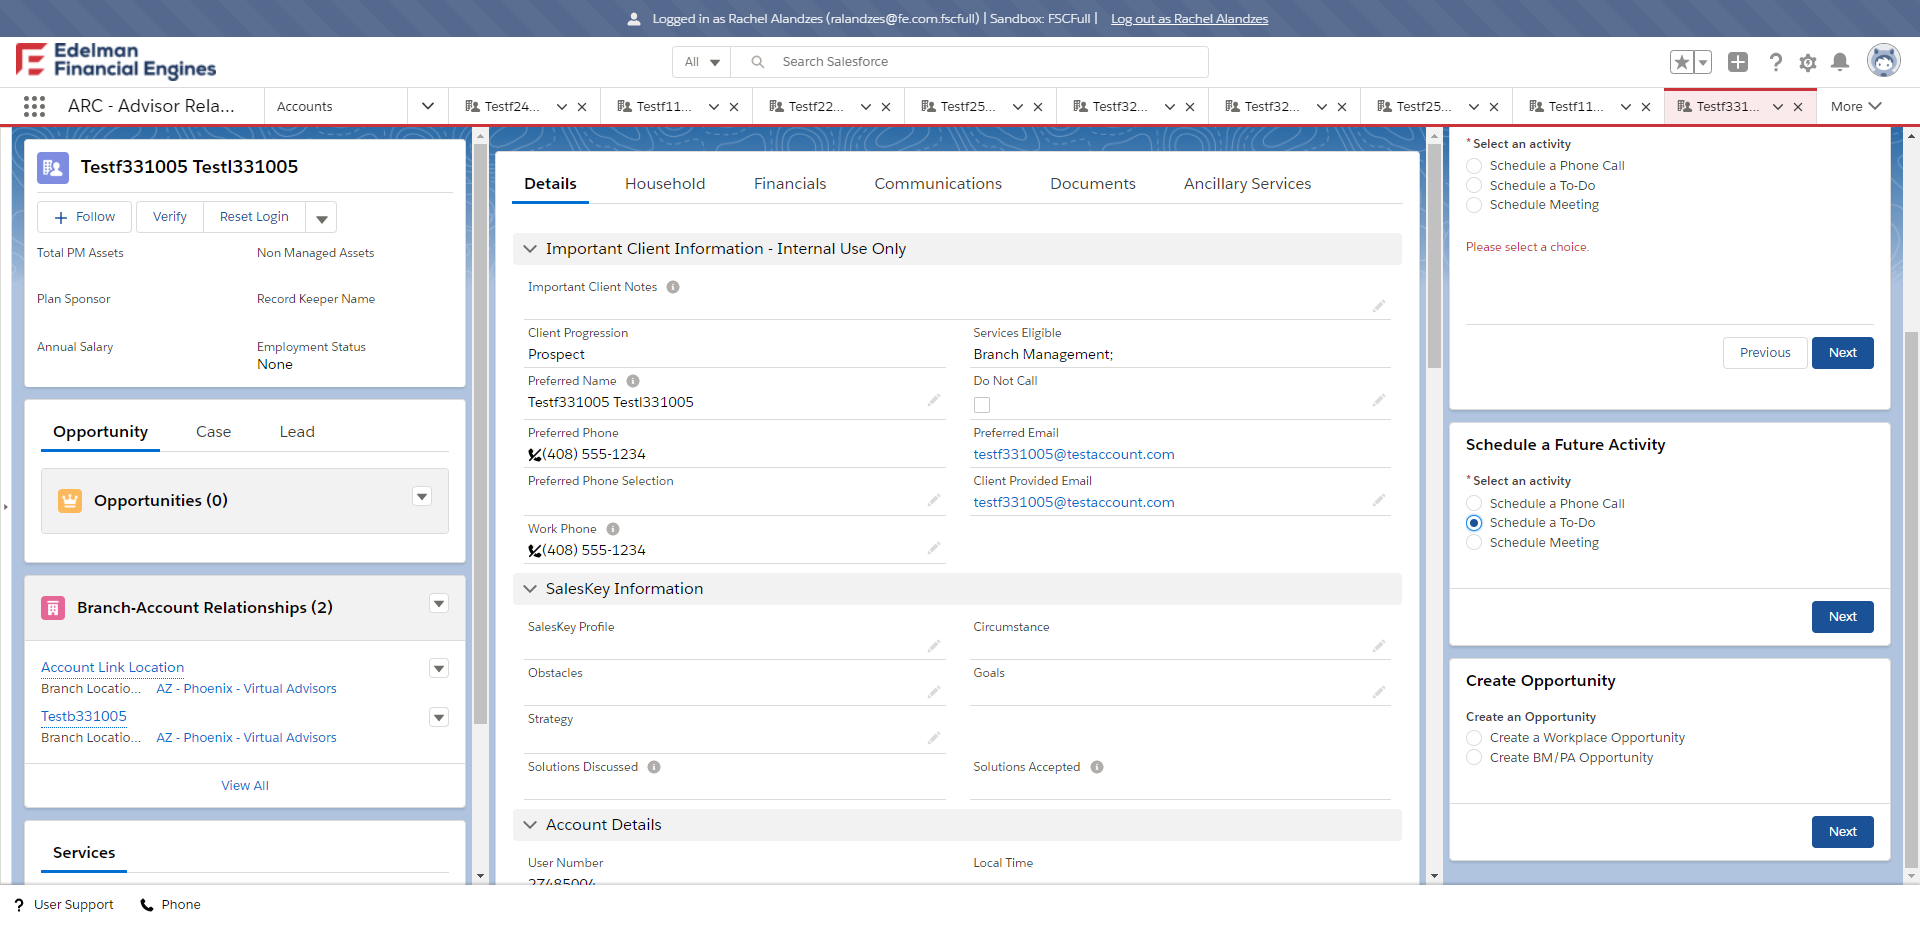 Logged in as Rachel Alandzes (ralandzes@fe.com.fscfull) | Sandbox: FSCFull | Log out as Rachel Alandzes
Edelman
Financial Engines
All
Search Salesforce
ARC - Advisor Rela...
Accounts
Testf24...
Testf11...
Testf22...
Testf25...
Testf32...
Testf32...
Testf25...
Testf11...
Testf331...
More
Testf331005 Testl331005
Follow
Verify
Reset Login
Total PM Assets
Non Managed Assets
Plan Sponsor
Record Keeper Name
Annual Salary
Employment Status
None
Opportunity
Case
Lead
Opportunities (0)
Branch-Account Relationships (2)
Account Link Location
Branch Locatio... AZ - Phoenix - Virtual Advisors
Testb331005
Branch Locatio... AZ - Phoenix - Virtual Advisors
View All
Services
Details
Household
Financials
Communications
Documents
Ancillary Services
Important Client Information - Internal Use Only
Important Client Notes
Client Progression
Prospect
Services Eligible
Branch Management;
Preferred Name
Testf331005 Testl331005
Do Not Call
Preferred Phone
(408) 555-1234
Preferred Email
testf331005@testaccount.com
Preferred Phone Selection
Client Provided Email
testf331005@testaccount.com
Work Phone
(408) 555-1234
SalesKey Information
SalesKey Profile
Circumstance
Obstacles
Goals
Strategy
Solutions Discussed
Solutions Accepted
Account Details
User Number
27485004
Local Time
* Select an activity
Schedule a Phone Call
Schedule a To-Do
Schedule Meeting
Please select a choice.
Previous
Next
Schedule a Future Activity
* Select an activity
Schedule a Phone Call
Schedule a To-Do
Schedule Meeting
Next
Create Opportunity
Create an Opportunity
Create a Workplace Opportunity
Create BM/PA Opportunity
Next
? User Support
Phone